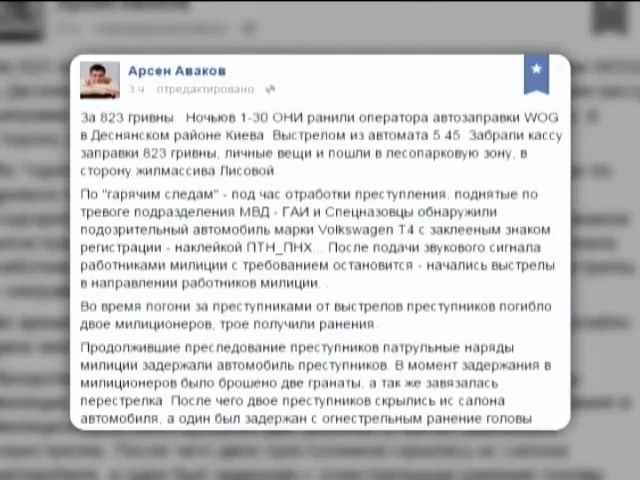 Арсен Аваков
3 ч отредактировано
За 823 гривны. Ночьюв 1-30 ОНИ ранили оператора автозаправки WOG
в Деснянском районе Киева. Выстрелом из автомата 5.45. Забрали кассу
заправки 823 гривны, личные вещи и пошли в лесопарковую зону, в
сторону жилмассива Лисовой.
По "гарячим следам" - под час отработки преступления, поднятые по
тревоге подразделения МВД - ГАИ и Спецназовцы обнаружили
подозрительный автомобиль марки Volkswagen T4 с заклееным знаком
регистрации - наклейкой ПТН_ПНХ... После подачи звукового сигнала
работниками милиции с требованием остановится - начались выстрелы
в направлении работников милиции.
Во время погони за преступниками от выстрелов преступников погибло
двое милиционеров, трое получили ранения.
Продолжившие преследование преступников патрульные наряды
милиции задержали автомобиль преступников. В момент задержания в
милиционеров было брошено две гранаты, а так же завязалась
перестрелка. После чего двое преступников скрылись ис салона
автомобиля, а один был задержан с огнестрельным ранение головы